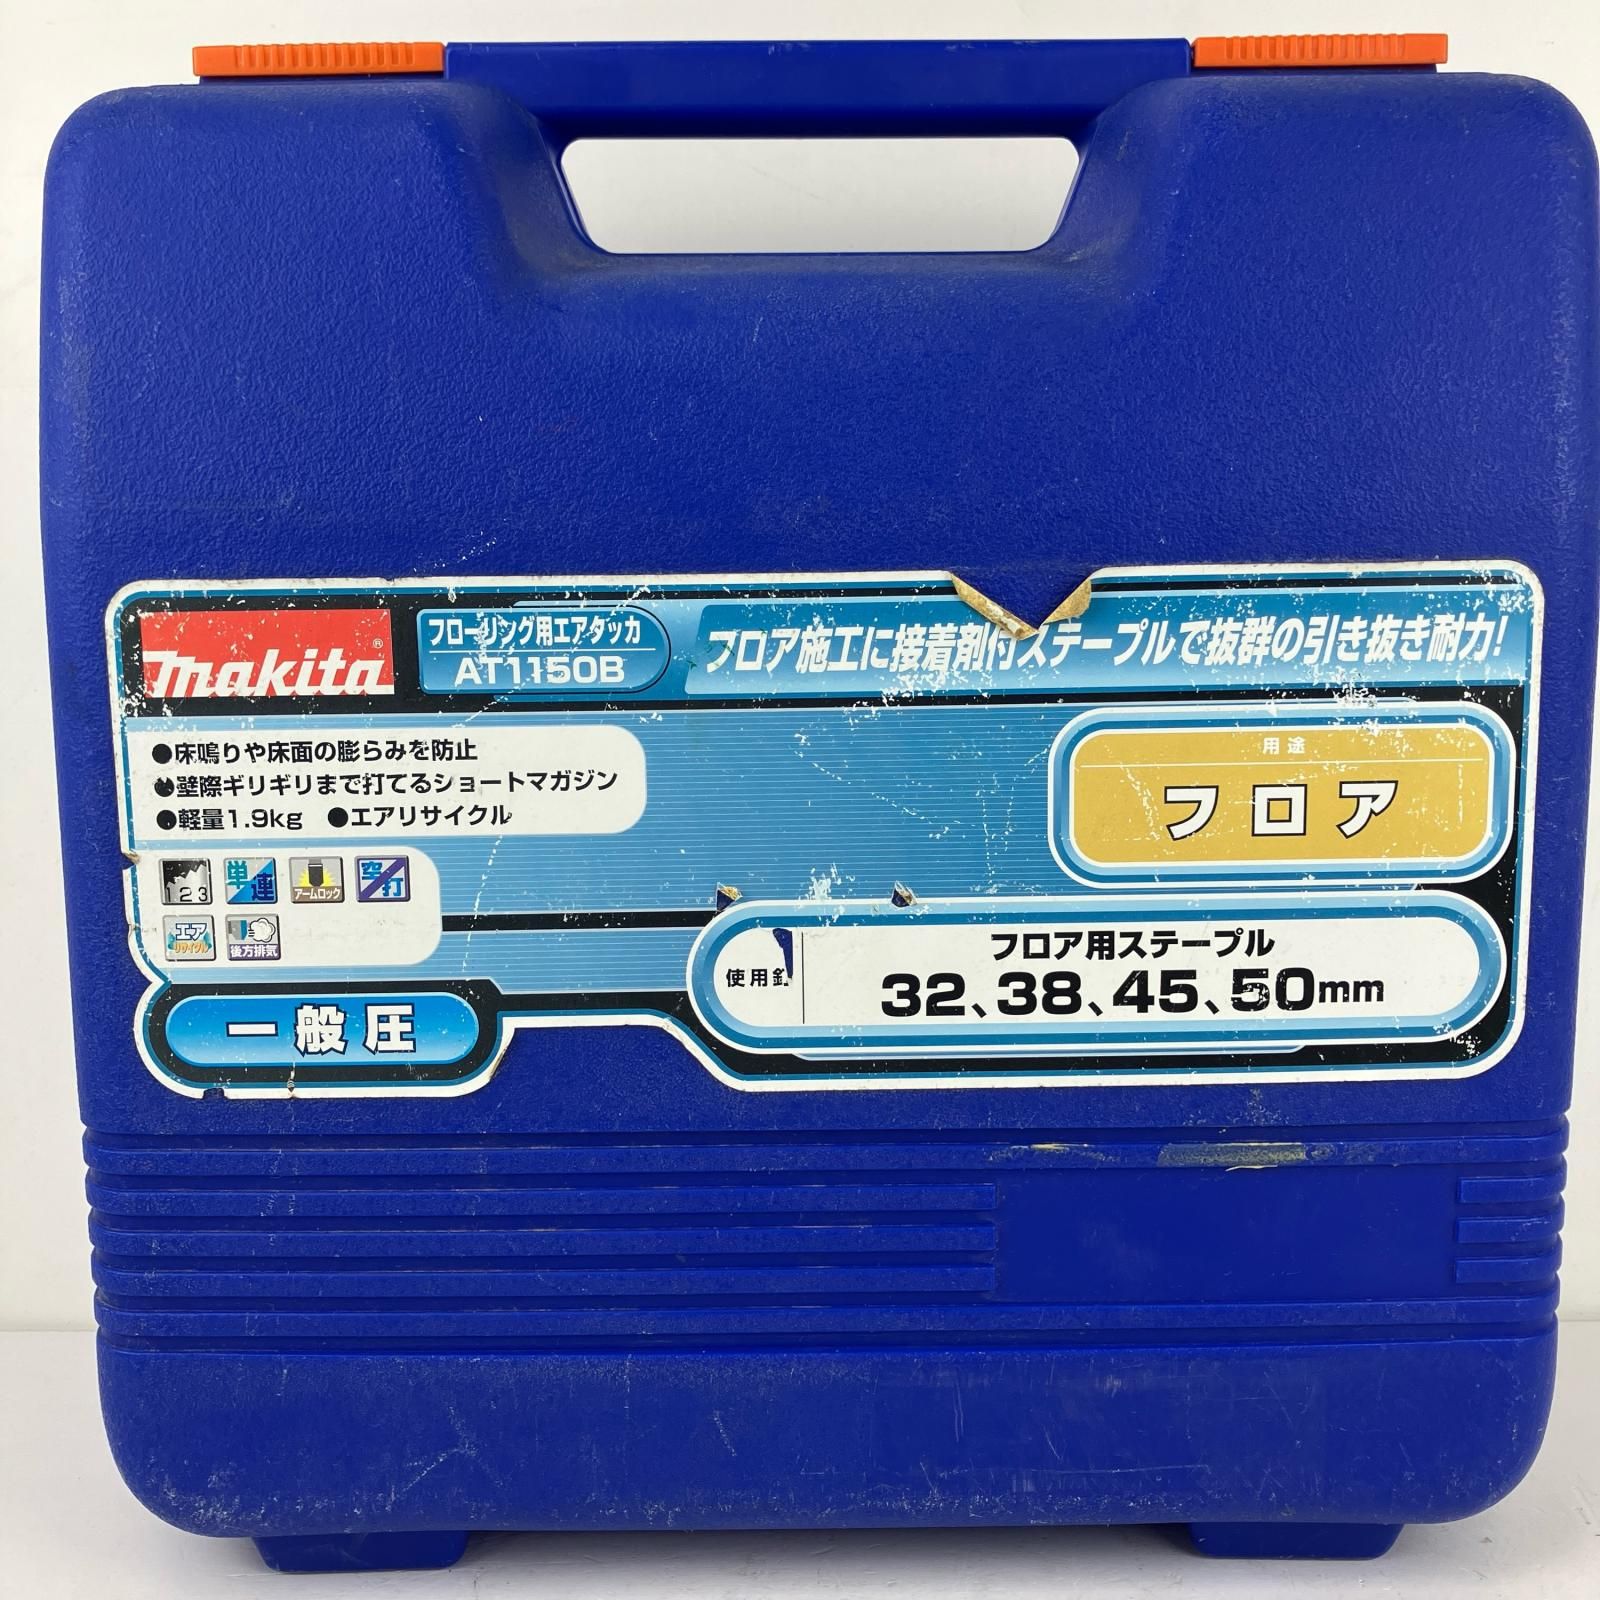 makita®
フローリング用エアタッカ
AT1150B
フロア施工に接着剤付ステープルで抜群の引き抜き耐力!
●床鳴りや床面の膨らみを防止
●壁際ギリギリまで打てるショートマガジン
●軽量1.9kg ●エアリサイクル
用途
フロア
1 2 3
単連
アームロック
空打
エア
リサイクル
後方排気
一般圧
使用釘
フロア用ステープル
32、38、45、50mm